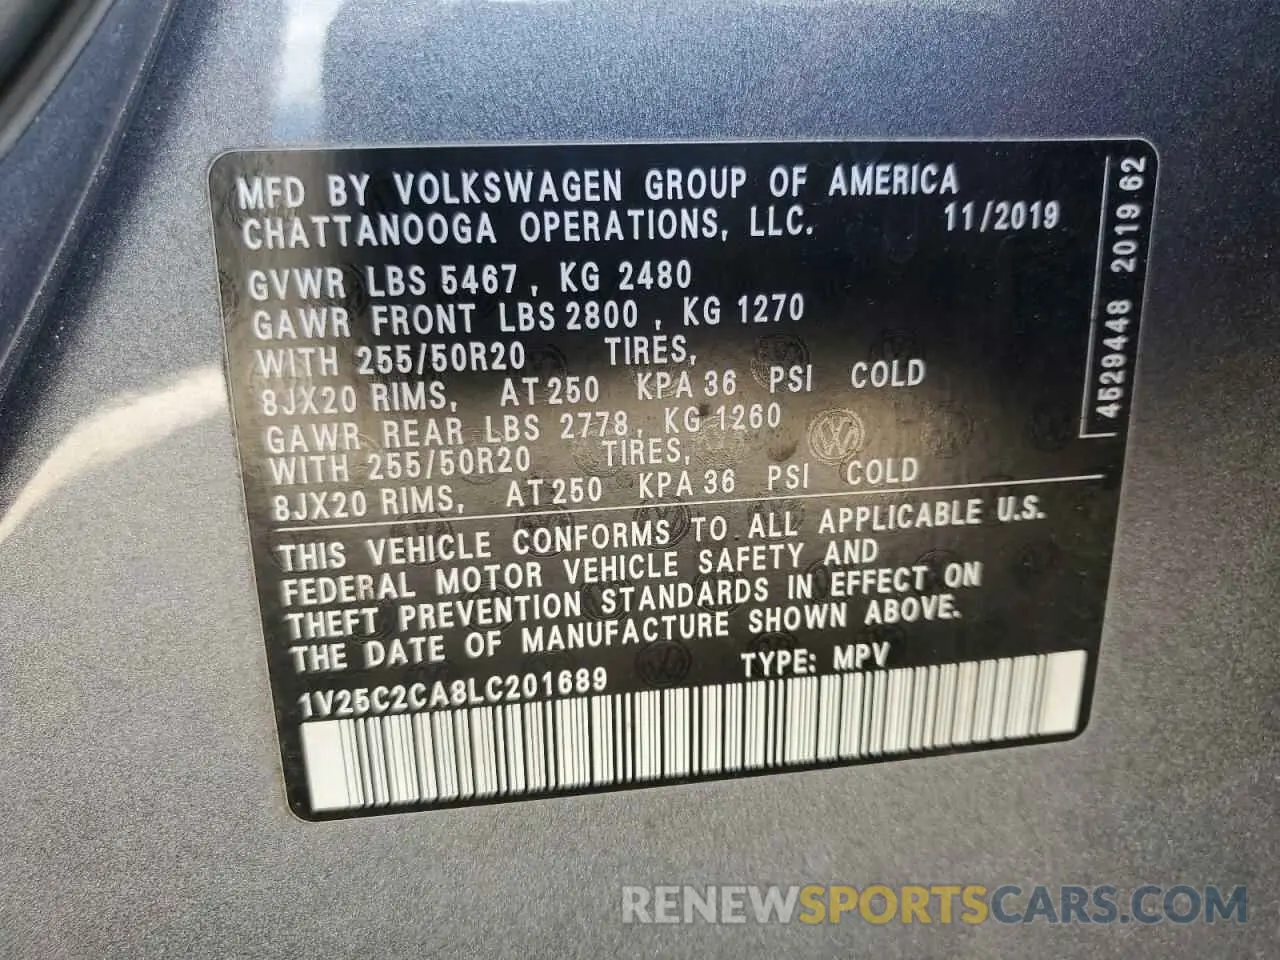 MFD BY VOLKSWAGEN GROUP OF AMERICA
CHATTANOOGA OPERATIONS, LLC. 11/2019
GVWR LBS 5467 , KG 2480
GAWR FRONT LBS 2800 , KG 1270
WITH 255/50R20 TIRES,
8JX20 RIMS, AT 250 KPA 36 PSI COLD
GAWR REAR LBS 2778, KG 1260
WITH 255/50R20 TIRES,
8JX20 RIMS, AT 250 KPA 36 PSI COLD
THIS VEHICLE CONFORMS TO ALL APPLICABLE U.S.
FEDERAL MOTOR VEHICLE SAFETY AND
THEFT PREVENTION STANDARDS IN EFFECT ON
THE DATE OF MANUFACTURE SHOWN ABOVE.
1V25C2CA8LC201689 TYPE: MPV
4529448 2019 62
RENEWSPORTSCARS.COM